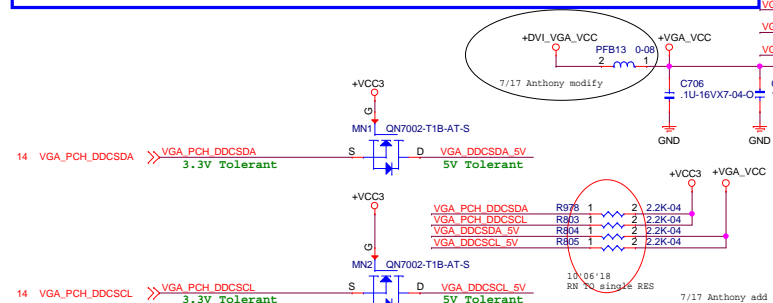 +DVI_VGA_VCC
+VGA_VCC
PFB13 0-08
2 1
7/17 Anthony modify
C706
.1U-16VX7-04-O
GND
GND
+VCC3
G
MN1 QN7002-T1B-AT-S
14 VGA_PCH_DDCSDA
VGA_PCH_DDCSDA
S D
VGA_DDCSDA_5V
3.3V Tolerant
5V Tolerant
+VCC3 +VGA_VCC
+VCC3
VGA_PCH_DDCSDA R978 1 2 2.2K-04
VGA_PCH_DDCSCL R803 1 2 2.2K-04
VGA_DDCSDA_5V R804 1 2 2.2K-04
VGA_DDCSCL_5V R805 1 2 2.2K-04
G
MN2 QN7002-T1B-AT-S
10'06'18
RN TO single RES
14 VGA_PCH_DDCSCL
VGA_PCH_DDCSCL
S D
VGA_DDCSCL_5V
3.3V Tolerant
5V Tolerant
7/17 Anthony add